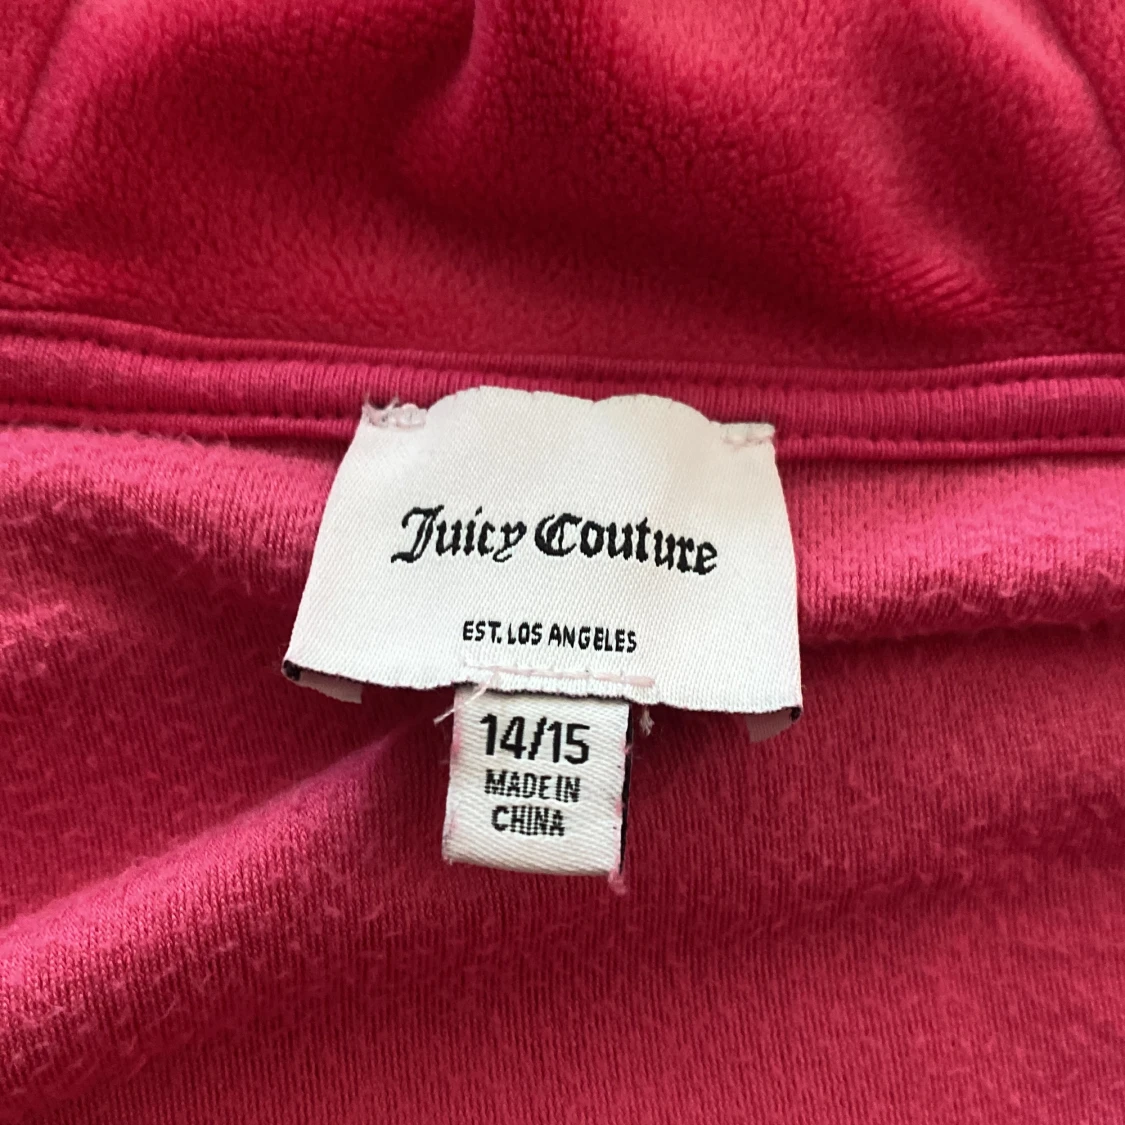 Juicy Couture
EST. LOS ANGELES
14/15
MADE IN
CHINA